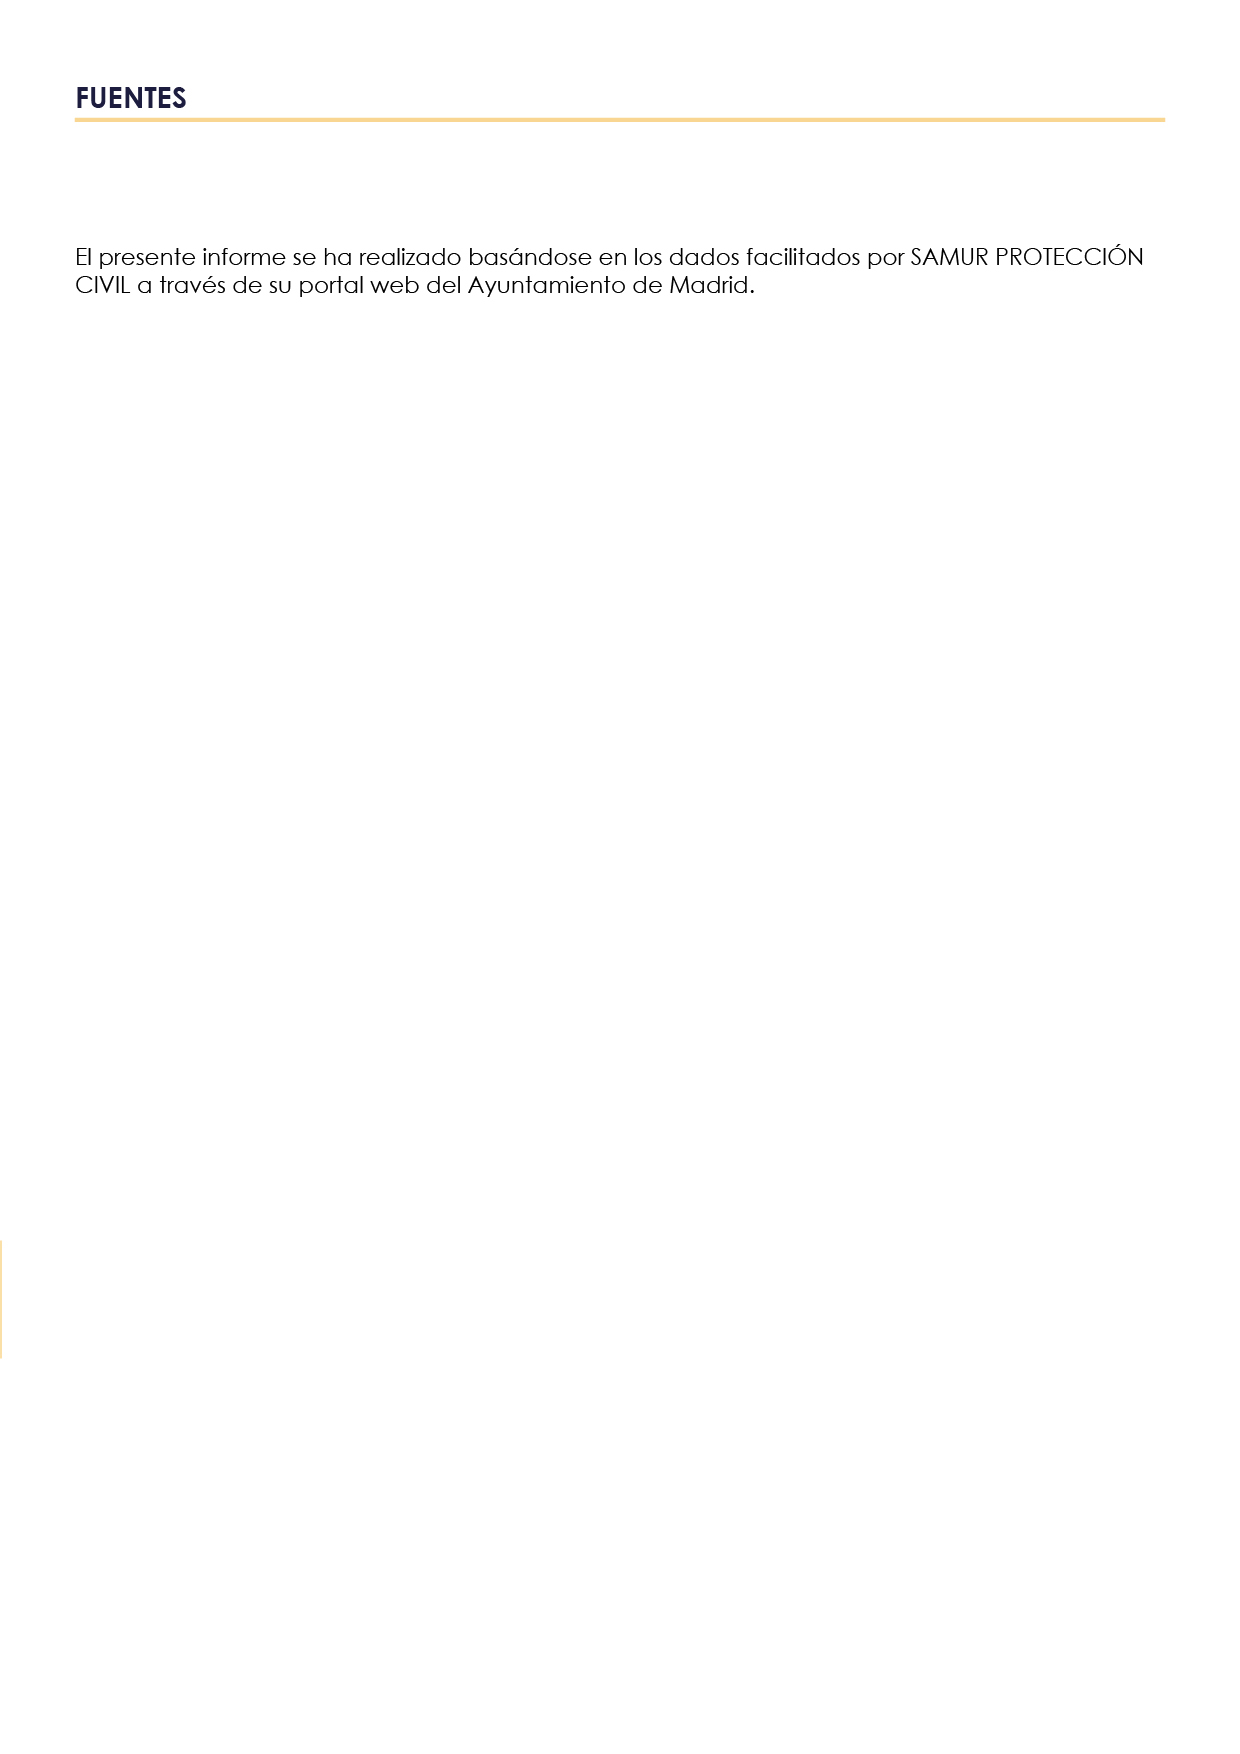 FUENTES
El presente informe se ha realizado basándose en los dados facilitados por SAMUR PROTECCIÓN
CIVIL a través de su portal web del Ayuntamiento de Madrid.